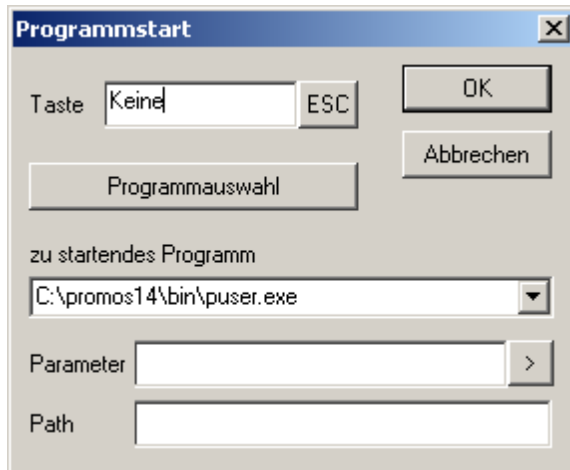 Programmstart
Taste Keine ESC OK
Abbrechen
Programmauswahl
zu startendes Programm
C:\promos14\bin\puser.exe
Parameter >
Path